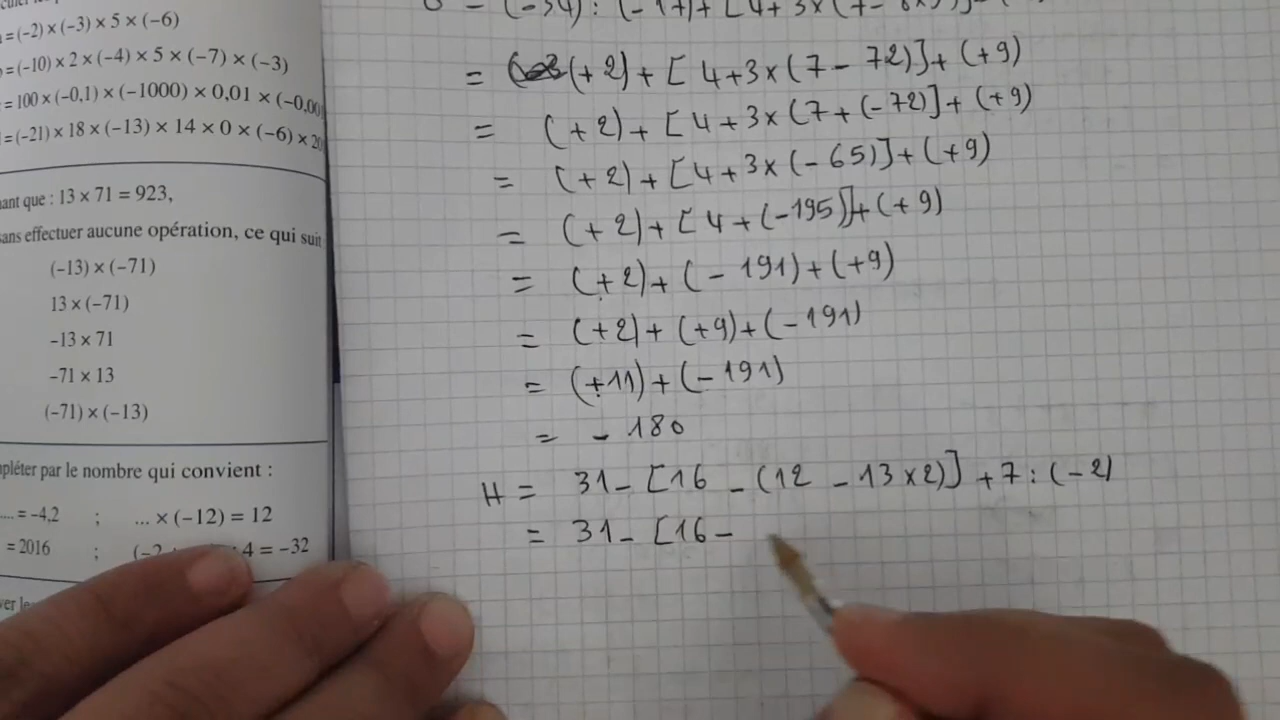 =(−2)×(−3)×5×(−6)
=(−10)×2×(−4)×5×(−7)×(−3)
=100×(−0,1)×(−1000)×0,01×(−0,00
=(−21)×18×(−13)×14×0×(−6)×20
que : 13×71 = 923,
sans effectuer aucune opération, ce qui suit
(−13)×(−71)
13×(−71)
−13×71
−71×13
(−71)×(−13)
par le nombre qui convient :
.... = −4,2 ; ... ×(−12) = 12
= 2016 ; 4 = −32
= (+2) + [4+3×(7−72)] + (+9)
= (+2) + [4+3×(7+(−72)] + (+9)
= (+2) + [4+3×(−65)] + (+9)
= (+2) + [4+(−195)] + (+9)
= (+2) + (−191) + (+9)
= (+2) + (+9) + (−191)
= (+11) + (−191)
= −180
H = 31 − [16 − (12 − 13×2)] + 7 : (−2)
= 31 − [16 −